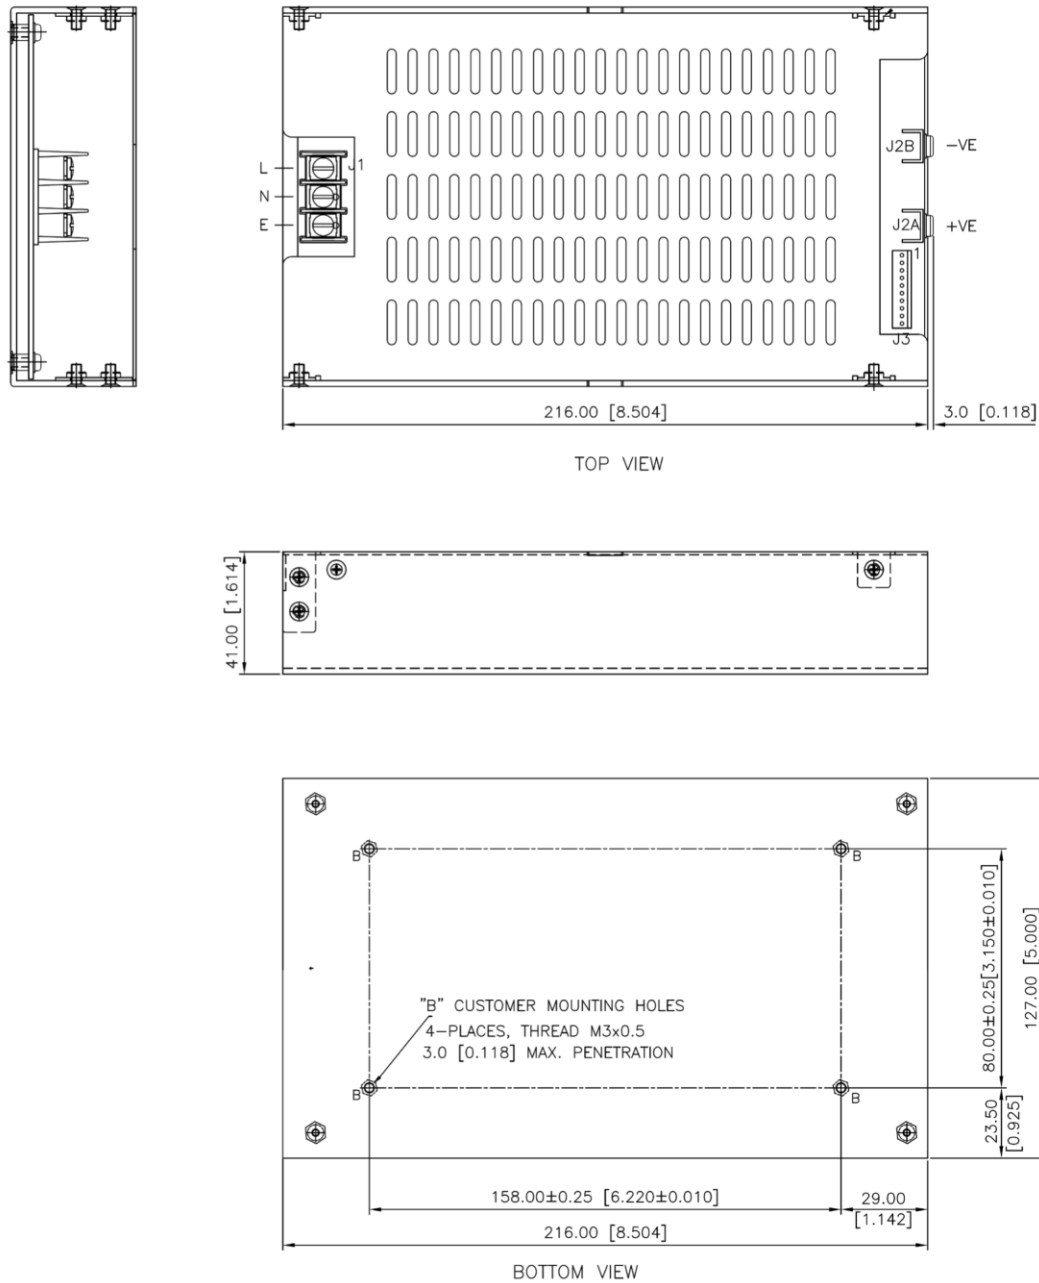 J1
L
N
E
J2B
-VE
J2A
+VE
1
J3
216.00 [8.504]
3.0 [0.118]
TOP VIEW
41.00 [1.614]
B
B
80.00±0.25[3.150±0.010]
127.00 [5.000]
"B" CUSTOMER MOUNTING HOLES
4-PLACES, THREAD M3x0.5
3.0 [0.118] MAX. PENETRATION
B
B
23.50
[0.925]
158.00±0.25 [6.220±0.010]
29.00
[1.142]
216.00 [8.504]
BOTTOM VIEW